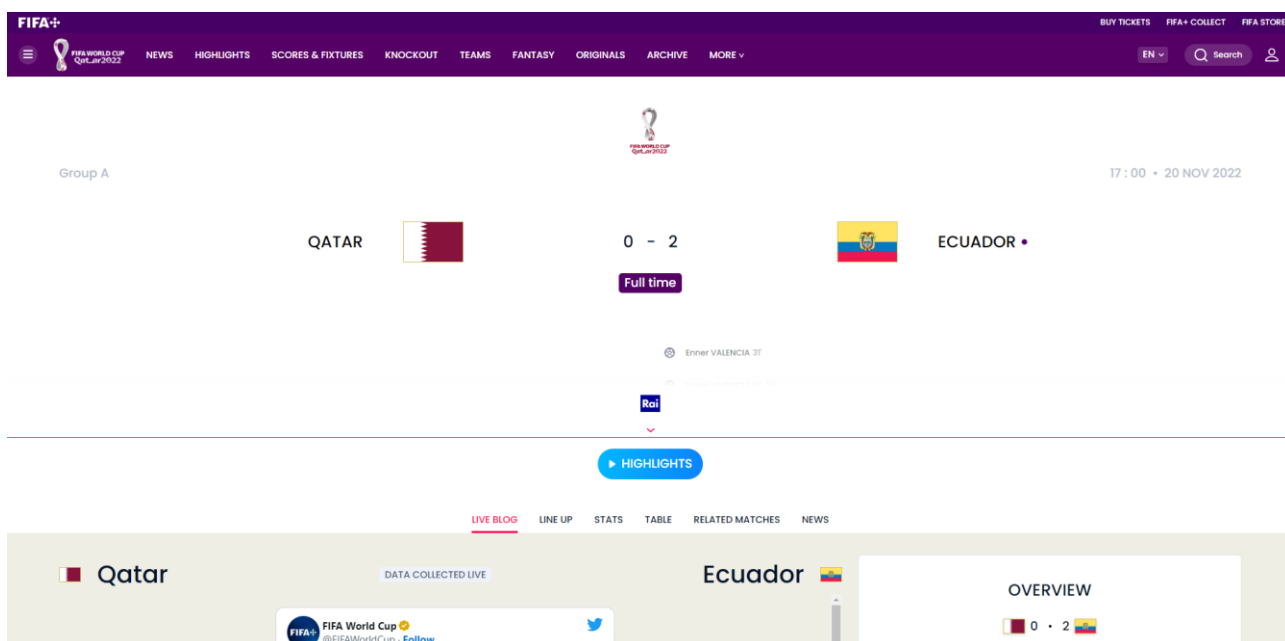 FIFA+
BUY TICKETS FIFA+ COLLECT FIFA STORE
FIFA WORLD CUP
Qatar2022
NEWS HIGHLIGHTS SCORES & FIXTURES KNOCKOUT TEAMS FANTASY ORIGINALS ARCHIVE MORE
EN Search
FIFA WORLD CUP
Qatar2022
Group A 17 : 00 • 20 NOV 2022
QATAR 0 - 2 ECUADOR •
Full time
Enner VALENCIA 31'
Rai
HIGHLIGHTS
LIVE BLOG LINE UP STATS TABLE RELATED MATCHES NEWS
Qatar DATA COLLECTED LIVE Ecuador
OVERVIEW
0 • 2
FIFA+ FIFA World Cup
@FIFAWorldCup · Follow